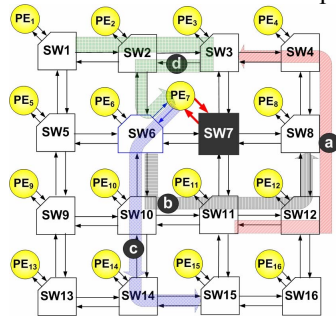 PE1 PE2 PE3 PE4
SW1 SW2 SW3 SW4
d
PE5 PE6 PE7 PE8
SW5 SW6 SW7 SW8
a
PE9 PE10 b PE11 PE12
SW9 SW10 SW11 SW12
c
PE13 PE14 PE15 PE16
SW13 SW14 SW15 SW16